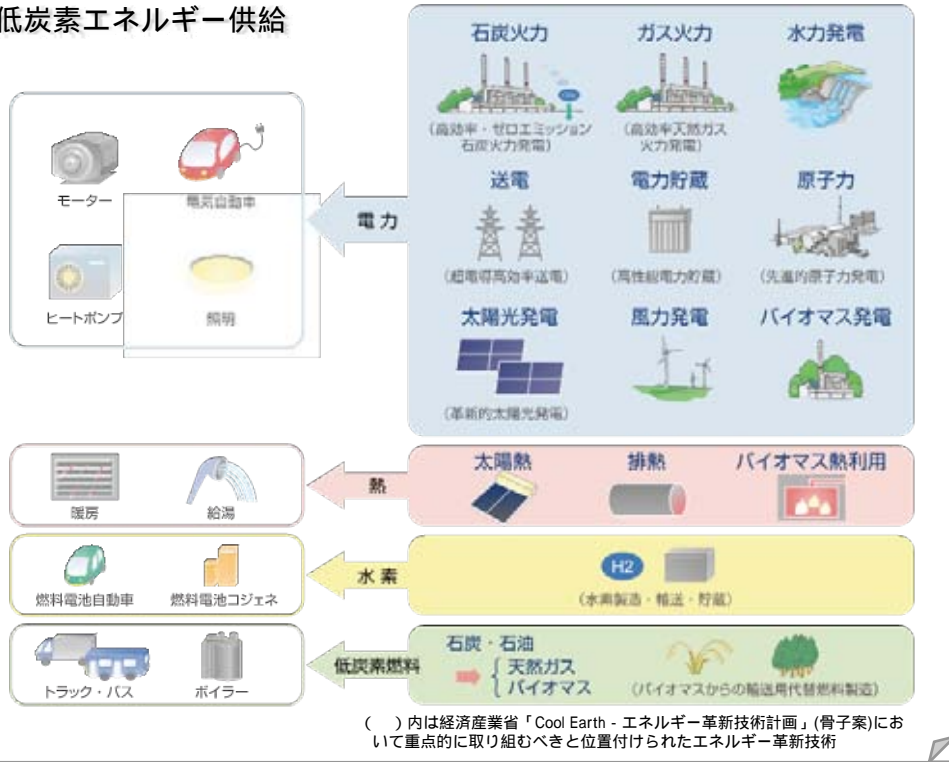 低炭素エネルギー供給
石炭火力
ガス火力
水力発電
(高効率・ゼロエミッション
石炭火力発電)
(高効率天然ガス
火力発電)
モーター
電気自動車
電力
送電
電力貯蔵
原子力
(超電導高効率送電)
(高性能電力貯蔵)
(先進的原子力発電)
ヒートポンプ
照明
太陽光発電
風力発電
バイオマス発電
(革新的太陽光発電)
暖房
給湯
熱
太陽熱
排熱
バイオマス熱利用
燃料電池自動車
燃料電池コジェネ
水素
H2
(水素製造・輸送・貯蔵)
トラック・バス
ボイラー
低炭素燃料
石炭・石油
天然ガス
バイオマス
(バイオマスからの輸送用代替燃料製造)
(　)内は経済産業省「Cool Earth - エネルギー革新技術計画」(骨子案)にお
いて重点的に取り組むべきと位置付けられたエネルギー革新技術